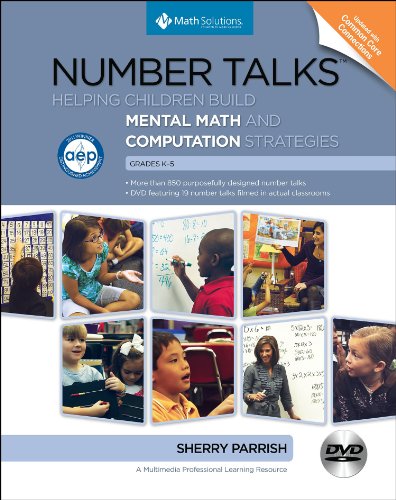 Math Solutions.
Updated with
Common Core
Connections
NUMBER TALKS™
HELPING CHILDREN BUILD
MENTAL MATH AND
COMPUTATION STRATEGIES
aep
GRADES K–5
• More than 850 purposefully designed number talks
• DVD featuring 19 number talks filmed in actual classrooms
SHERRY PARRISH
DVD
A Multimedia Professional Learning Resource